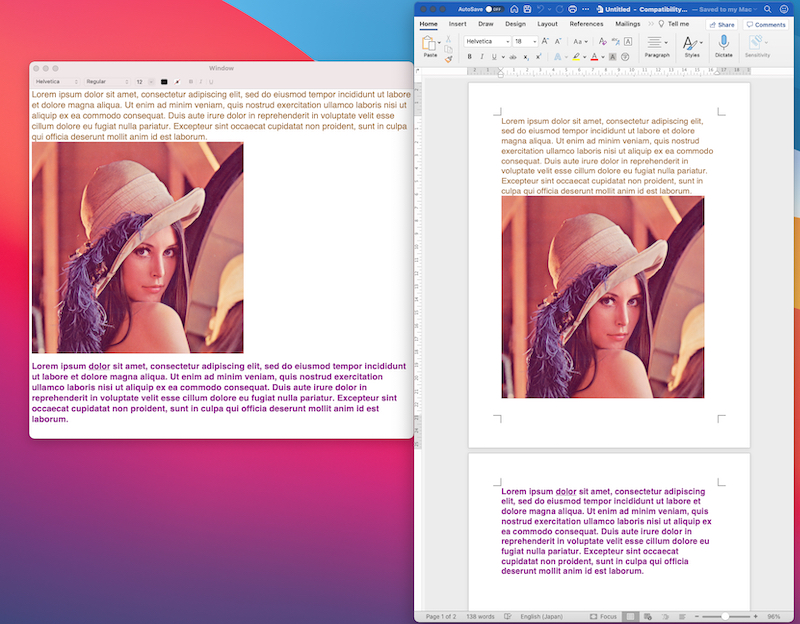 Window
Helvetica Regular 12 B I U
Lorem ipsum dolor sit amet, consectetur adipiscing elit, sed do eiusmod tempor incididunt ut labore
et dolore magna aliqua. Ut enim ad minim veniam, quis nostrud exercitation ullamco laboris nisi ut
aliquip ex ea commodo consequat. Duis aute irure dolor in reprehenderit in voluptate velit esse
cillum dolore eu fugiat nulla pariatur. Excepteur sint occaecat cupidatat non proident, sunt in culpa
qui officia deserunt mollit anim id est laborum.
Lorem ipsum dolor sit amet, consectetur adipiscing elit, sed do eiusmod tempor incididunt
ut labore et dolore magna aliqua. Ut enim ad minim veniam, quis nostrud exercitation
ullamco laboris nisi ut aliquip ex ea commodo consequat. Duis aute irure dolor in
reprehenderit in voluptate velit esse cillum dolore eu fugiat nulla pariatur. Excepteur sint
occaecat cupidatat non proident, sunt in culpa qui officia deserunt mollit anim id est
laborum.
AutoSave OFF Untitled - Compatibility... — Saved to my Mac
Home Insert Draw Design Layout References Mailings Tell me Share Comments
Paste Helvetica 18 Paragraph Styles Dictate Sensitivity
Lorem ipsum dolor sit amet, consectetur adipiscing
elit, sed do eiusmod tempor incididunt ut labore et
dolore magna aliqua. Ut enim ad minim veniam, quis nostrud
exercitation ullamco laboris nisi ut aliquip ex ea commodo
consequat. Duis aute irure dolor in reprehenderit in
voluptate velit esse cillum dolore eu fugiat nulla pariatur.
Excepteur sint occaecat cupidatat non proident, sunt in
culpa qui officia deserunt mollit anim id est laborum.
Lorem ipsum dolor sit amet, consectetur adipiscing
elit, sed do eiusmod tempor incididunt ut labore et
dolore magna aliqua. Ut enim ad minim veniam, quis
nostrud exercitation ullamco laboris nisi ut aliquip ex
ea commodo consequat. Duis aute irure dolor in
reprehenderit in voluptate velit esse cillum dolore eu
fugiat nulla pariatur. Excepteur sint occaecat
cupidatat non proident, sunt in culpa qui officia
deserunt mollit anim id est laborum.
Page 1 of 2 138 words English (Japan) Focus 96%